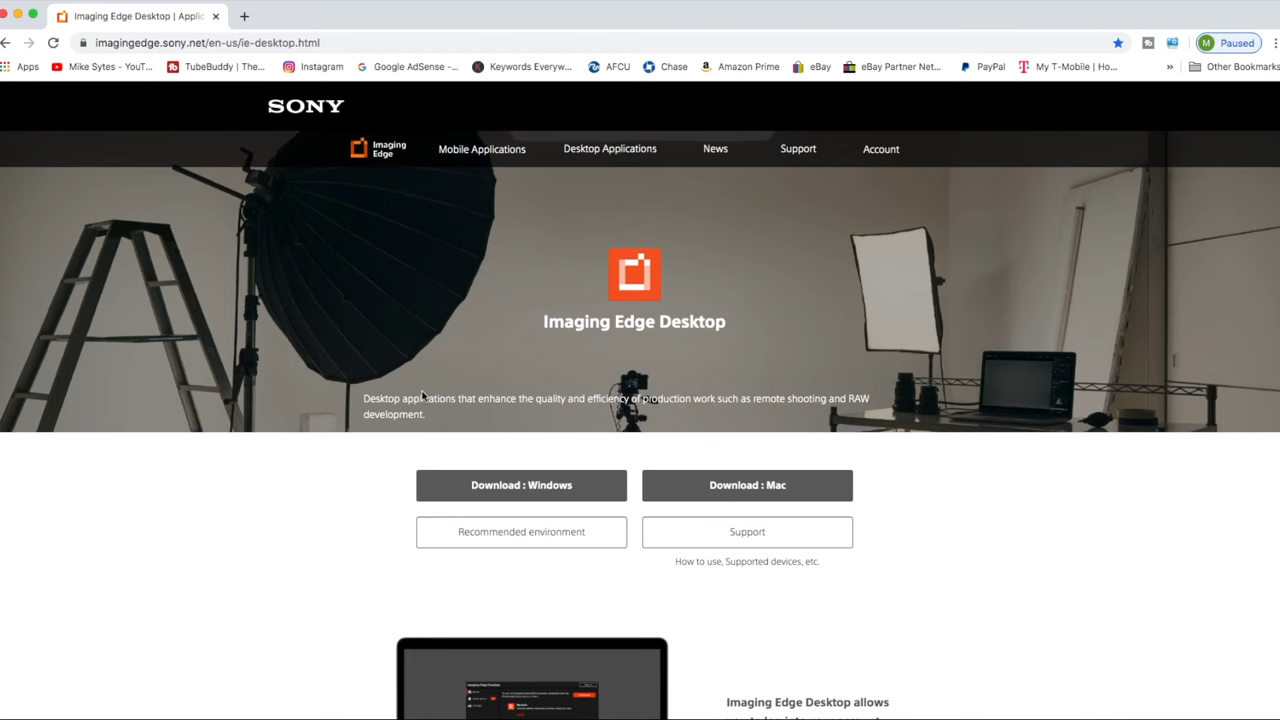 Imaging Edge Desktop | Applic
imagingedge.sony.net/en-us/ie-desktop.html
M Paused
Apps Mike Sytes - YouT... TubeBuddy | The... Instagram Google AdSense -... Keywords Everyw... AFCU Chase Amazon Prime eBay eBay Partner Net... PayPal My T-Mobile | Ho... » Other Bookmarks
SONY
Imaging Edge
Mobile Applications Desktop Applications News Support Account
Imaging Edge Desktop
Desktop applications that enhance the quality and efficiency of production work such as remote shooting and RAW
development.
Download : Windows Download : Mac
Recommended environment Support
How to use, Supported devices, etc.
Imaging Edge Desktop allows